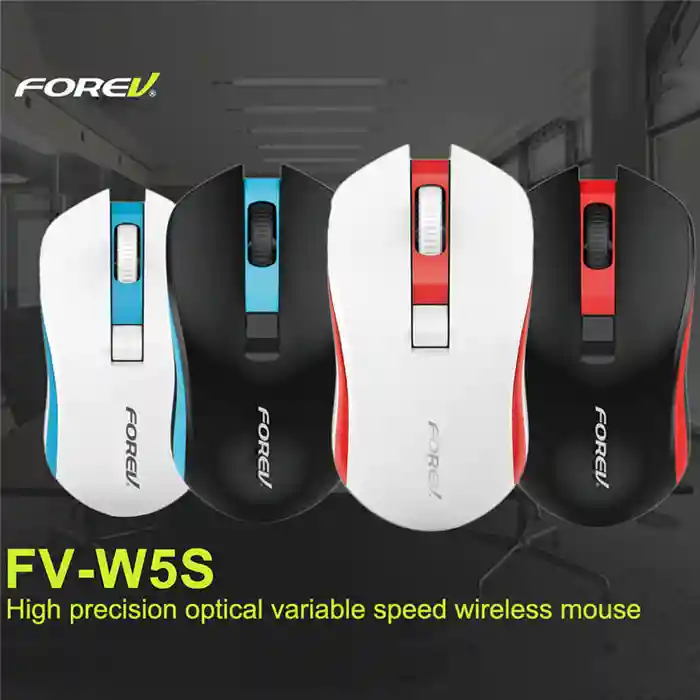 FOREV®
FOREV
FOREV
FOREV
FOREV
FV-W5S
High precision optical variable speed wireless mouse